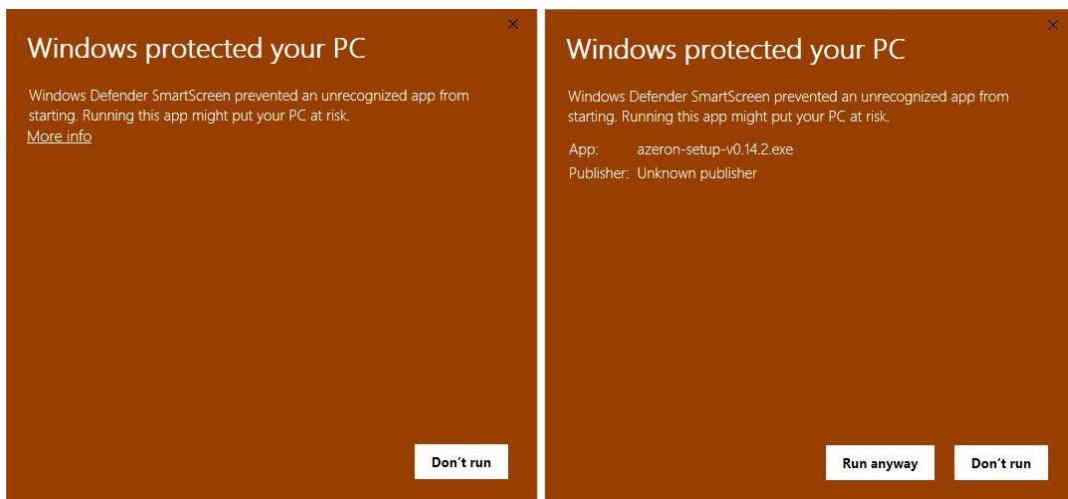 Windows protected your PC
Windows Defender SmartScreen prevented an unrecognized app from
starting. Running this app might put your PC at risk.
More info
Don't run
Windows protected your PC
Windows Defender SmartScreen prevented an unrecognized app from
starting. Running this app might put your PC at risk.
App: azeron-setup-v0.14.2.exe
Publisher: Unknown publisher
Run anyway Don't run